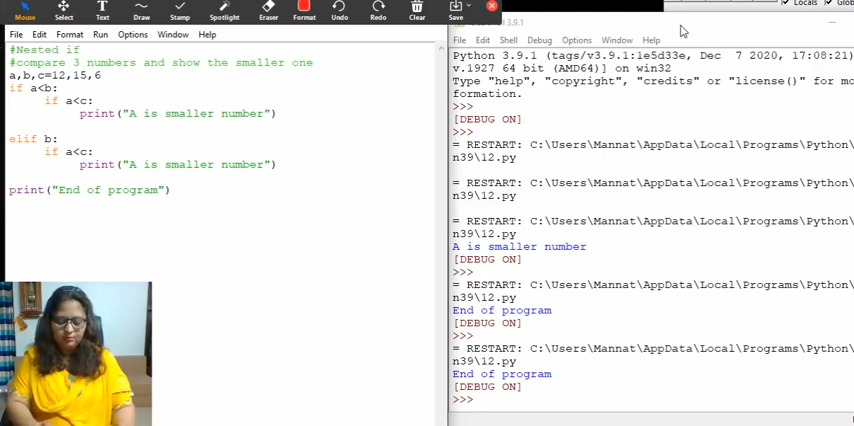 Mouse Select Text Draw Stamp Spotlight Eraser Format Undo Redo Clear Save
Locals
File Edit Format Run Options Window Help
#Nested if
#compare 3 numbers and show the smaller one
a,b,c=12,15,6
if a<b:
if a<c:
print("A is smaller number")
elif b:
if a<c:
print("A is smaller number")
print("End of program")
File Edit Shell Debug Options Window Help
Python 3.9.1 (tags/v3.9.1:1e5d33e, Dec 7 2020, 17:08:21)
v.1927 64 bit (AMD64)] on win32
Type "help", "copyright", "credits" or "license()" for mo
formation.
>>>
[DEBUG ON]
>>>
= RESTART: C:\Users\Mannat\AppData\Local\Programs\Python\
n39\12.py
= RESTART: C:\Users\Mannat\AppData\Local\Programs\Python\
n39\12.py
= RESTART: C:\Users\Mannat\AppData\Local\Programs\Python\
n39\12.py
A is smaller number
[DEBUG ON]
>>>
= RESTART: C:\Users\Mannat\AppData\Local\Programs\Python\
n39\12.py
End of program
[DEBUG ON]
>>>
= RESTART: C:\Users\Mannat\AppData\Local\Programs\Python\
n39\12.py
End of program
[DEBUG ON]
>>>